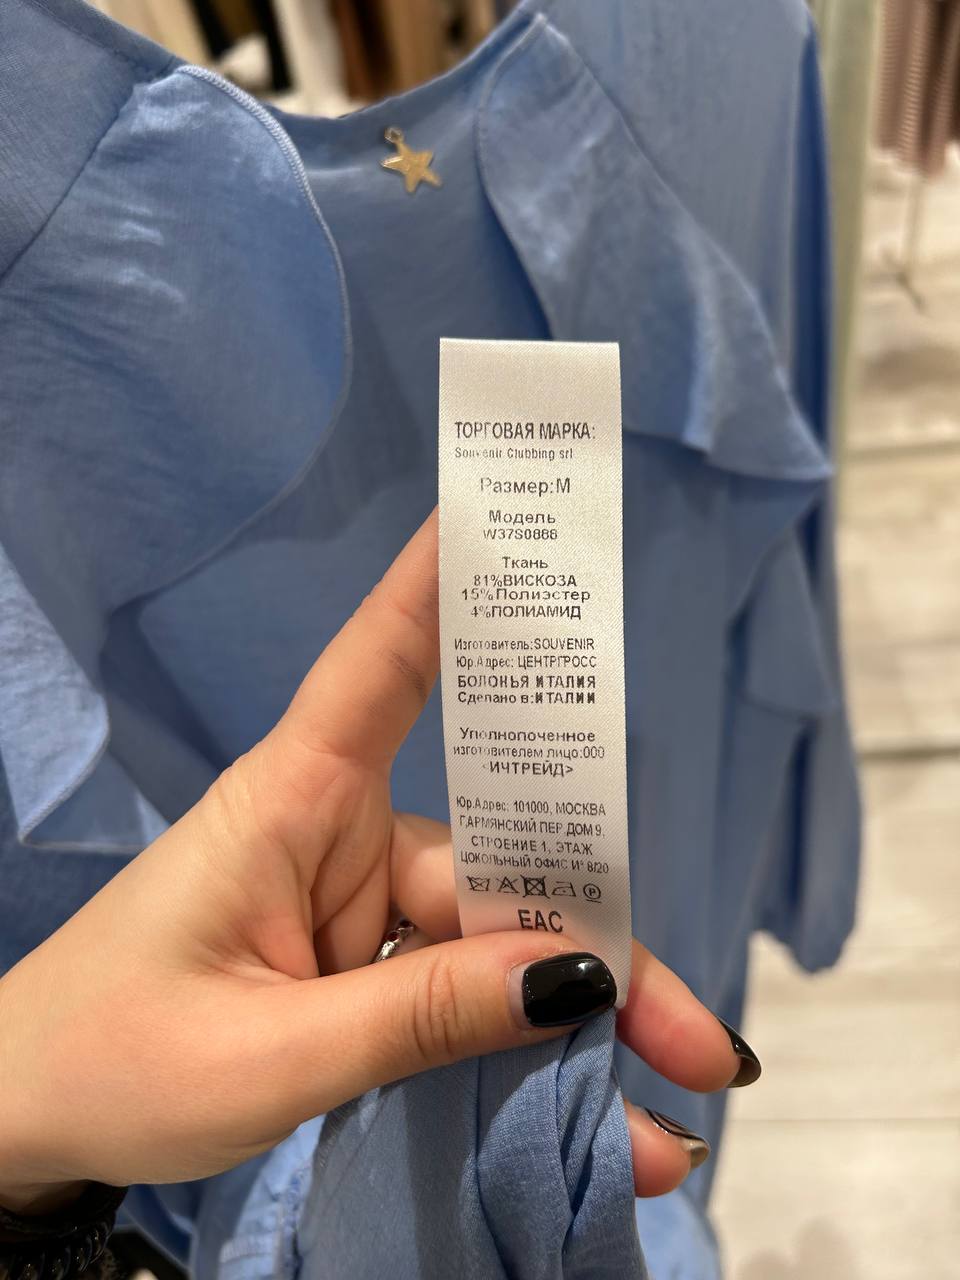 ТОРГОВАЯ МАРКА:
Souvenir Clubbing srl
Размер:М
Модель
W37S0888
Ткань
81%ВИСКОЗА
15%Полиэстер
4%ПОЛИАМИД
Изготовитель:SOUVENIR
Юр.Адрес: ЦЕНТРГРОСС
БОЛОНЬЯ ИТАЛИЯ
Сделано в:ИТАЛИИ
Уполнопоченное
изготовителем лицо:000
<ИЧТРЕЙД>
Юр.Адрес: 101000, МОСКВА
ГАРМЯНСКИЙ ПЕР.ДОМ 9,
СТРОЕНИЕ 1, ЭТАЖ
ЦОКОЛЬНЫЙ ОФИС И° 8/20
P
EAC